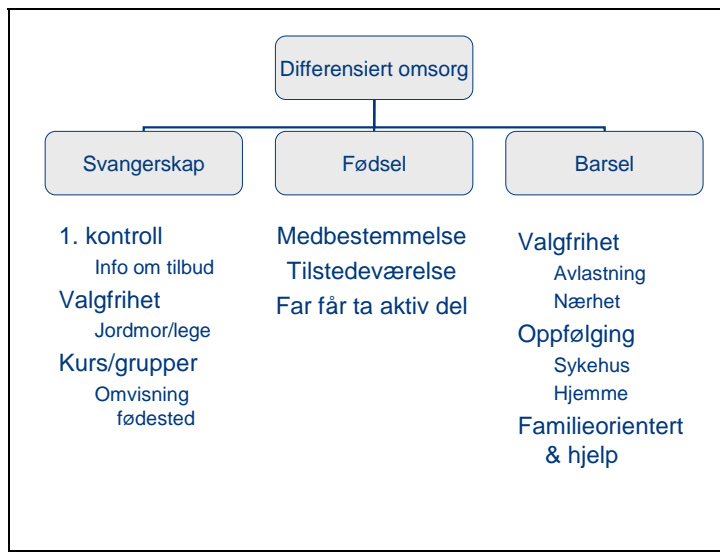 Differensiert omsorg
Svangerskap
Fødsel
Barsel
1. kontroll
Info om tilbud
Valgfrihet
Jordmor/lege
Kurs/grupper
Omvisning
fødested
Medbestemmelse
Tilstedeværelse
Far får ta aktiv del
Valgfrihet
Avlastning
Nærhet
Oppfølging
Sykehus
Hjemme
Familieorientert
& hjelp